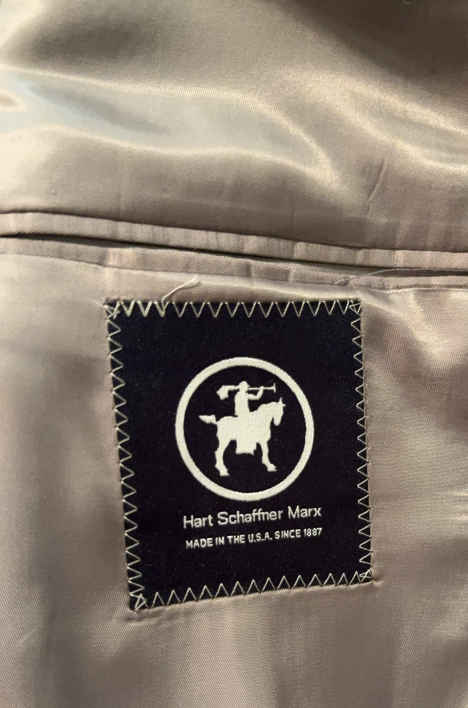 Hart Schaffner Marx
MADE IN THE U.S.A. SINCE 1887